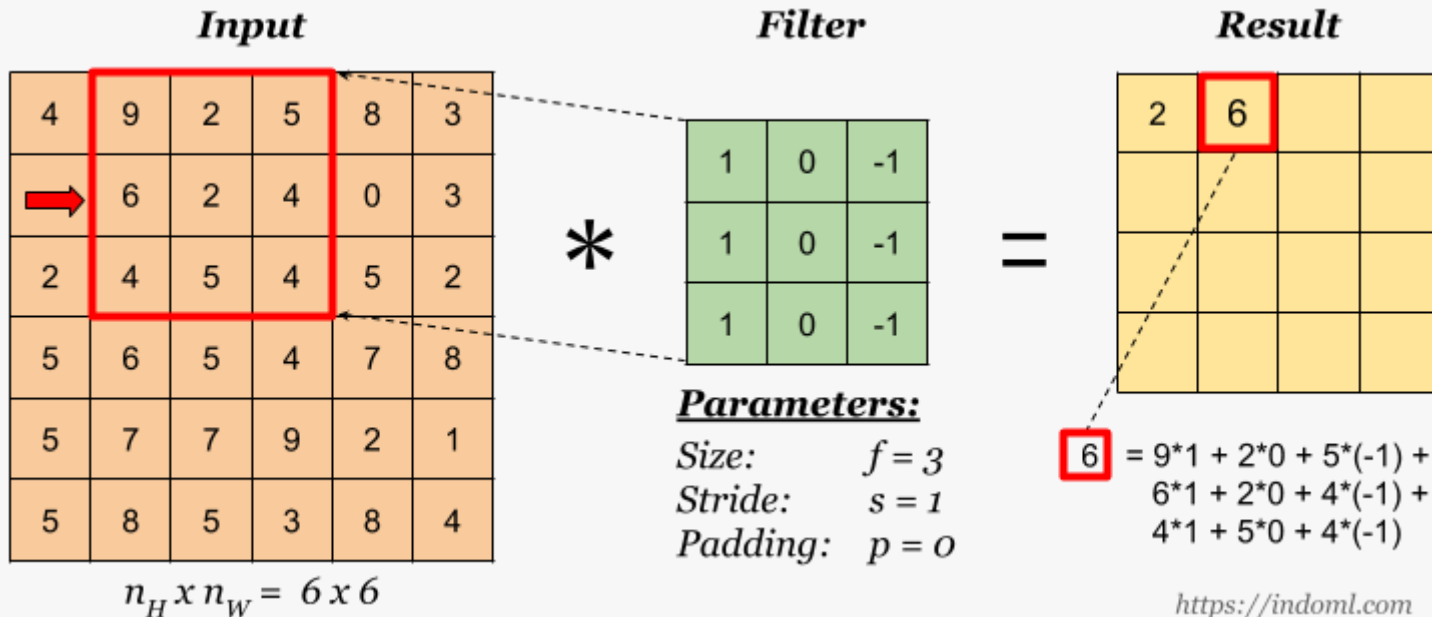 Input Filter Result
4 9 2 5 8 3
6 2 4 0 3
2 4 5 4 5 2
5 6 5 4 7 8
5 7 7 9 2 1
5 8 5 3 8 4
n_H x n_W = 6 x 6
*
1 0 -1
1 0 -1
1 0 -1
Parameters:
Size: f = 3
Stride: s = 1
Padding: p = 0
=
2 6
6 = 9*1 + 2*0 + 5*(-1) +
6*1 + 2*0 + 4*(-1) +
4*1 + 5*0 + 4*(-1)
https://indoml.com